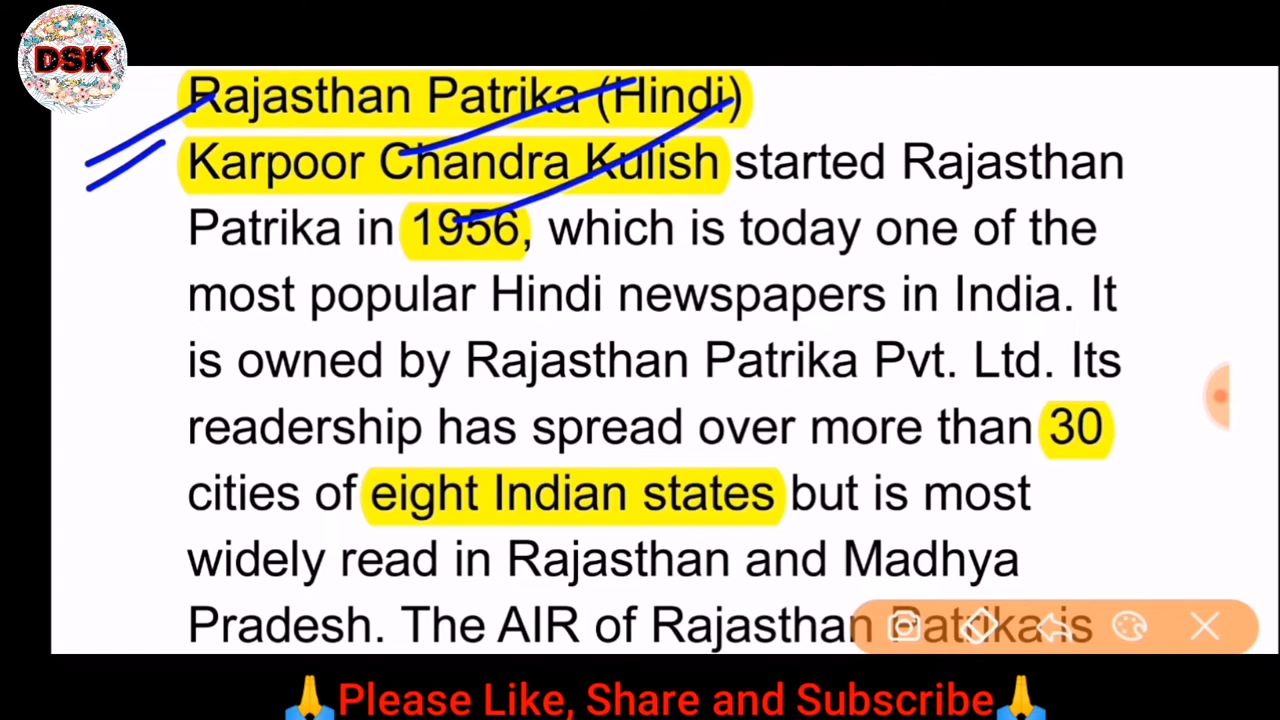 DSK
Rajasthan Patrika (Hindi)
Karpoor Chandra Kulish started Rajasthan
Patrika in 1956, which is today one of the
most popular Hindi newspapers in India. It
is owned by Rajasthan Patrika Pvt. Ltd. Its
readership has spread over more than 30
cities of eight Indian states but is most
widely read in Rajasthan and Madhya
Pradesh. The AIR of Rajasthan Patrika is
🙏Please Like, Share and Subscribe🙏